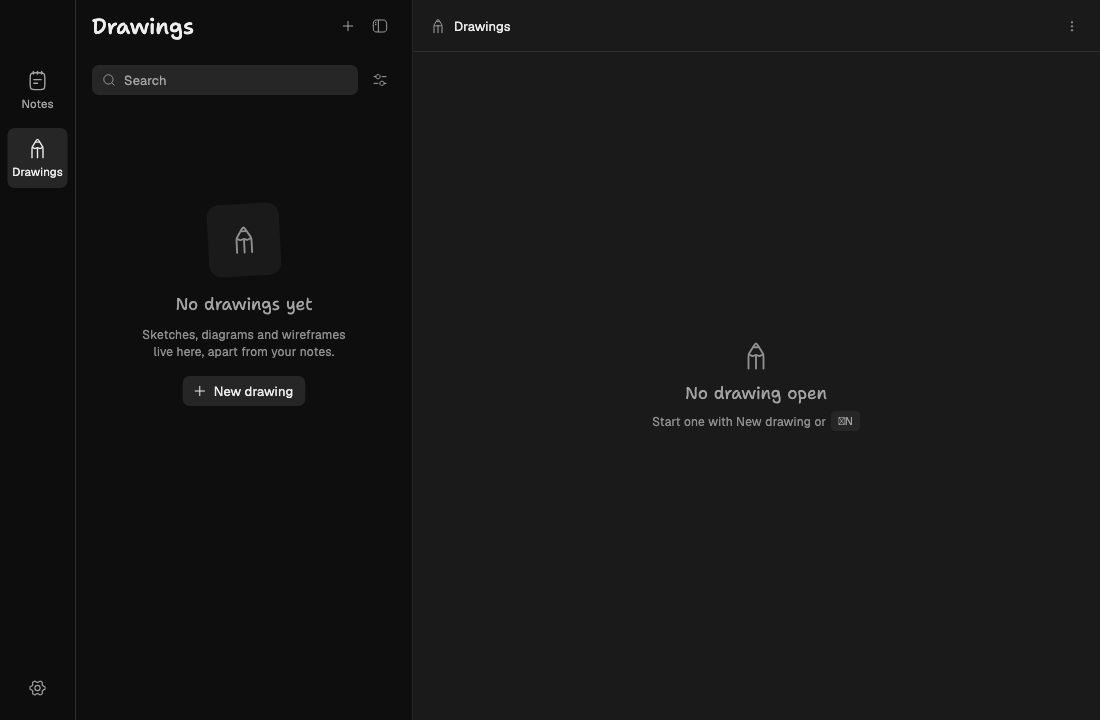 Drawings
Search
Notes
Drawings
No drawings yet
Sketches, diagrams and wireframes
live here, apart from your notes.
New drawing
Drawings
No drawing open
Start one with New drawing or N